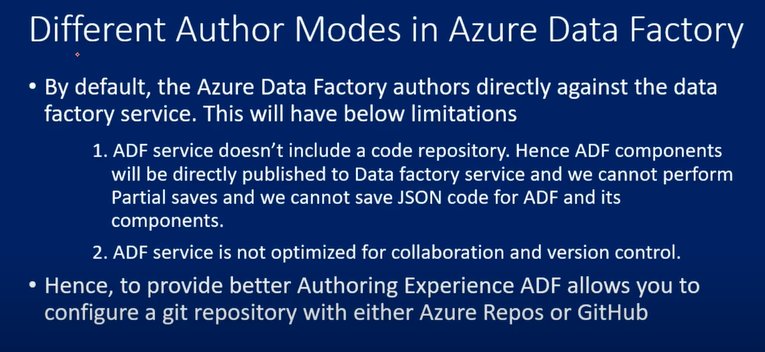 Different Author Modes in Azure Data Factory
• By default, the Azure Data Factory authors directly against the data
factory service. This will have below limitations
1. ADF service doesn’t include a code repository. Hence ADF components
will be directly published to Data factory service and we cannot perform
Partial saves and we cannot save JSON code for ADF and its
components.
2. ADF service is not optimized for collaboration and version control.
• Hence, to provide better Authoring Experience ADF allows you to
configure a git repository with either Azure Repos or GitHub